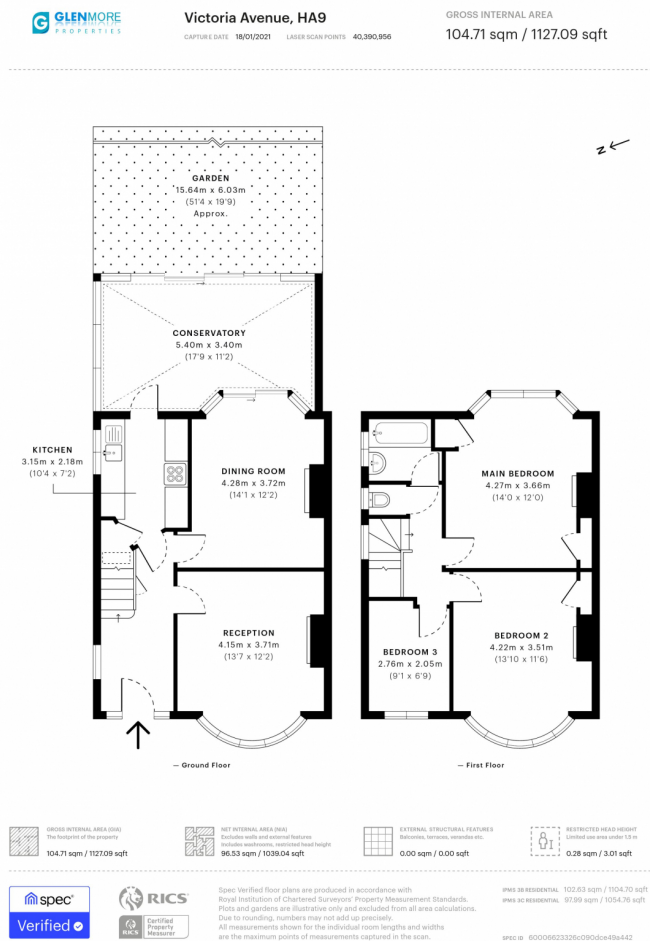 GLENMORE
PROPERTIES
Victoria Avenue, HA9
CAPTURE DATE 18/01/2021 LASER SCAN POINTS 40,390,956
GROSS INTERNAL AREA
104.71 sqm / 1127.09 sqft
N
GARDEN
15.64m x 6.03m
(51'4 x 19'9)
Approx.
CONSERVATORY
5.40m x 3.40m
(17'9 x 11'2)
KITCHEN
3.15m x 2.18m
(10'4 x 7'2)
DINING ROOM
4.28m x 3.72m
(14'1 x 12'2)
MAIN BEDROOM
4.27m x 3.66m
(14'0 x 12'0)
RECEPTION
4.15m x 3.71m
(13'7 x 12'2)
BEDROOM 3
2.76m x 2.05m
(9'1 x 6'9)
BEDROOM 2
4.22m x 3.51m
(13'10 x 11'6)
— Ground Floor
— First Floor
GROSS INTERNAL AREA (GIA)
The footprint of the property
104.71 sqm / 1127.09 sqft
NET INTERNAL AREA (NIA)
Excludes walls and external features
Includes washrooms, restricted head height
96.53 sqm / 1039.04 sqft
EXTERNAL STRUCTURAL FEATURES
Balconies, terraces, verandas etc.
0.00 sqm / 0.00 sqft
RESTRICTED HEAD HEIGHT
Limited use area under 1.5 m
0.28 sqm / 3.01 sqft
spec
Verified
RICS
RICS
Certified
Property
Measurer
Spec Verified floor plans are produced in accordance with
Royal Institution of Chartered Surveyors' Property Measurement Standards.
Plots and gardens are illustrative only and excluded from all area calculations.
Due to rounding, numbers may not add up precisely.
All measurements shown for the individual room lengths and widths
are the maximum points of measurements captured in the scan.
IPMS 3B RESIDENTIAL 102.63 sqm / 1104.70 sqft
IPMS 3C RESIDENTIAL 97.99 sqm / 1054.76 sqft
SPEC ID 60006623326c090dce49a442